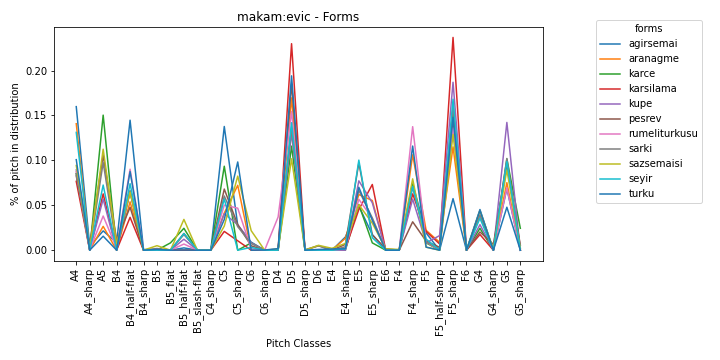 makam:evic - Forms
% of pitch in distribution
0.20
0.15
0.10
0.05
0.00
A4
A4_sharp
A5
B4
B4_half-flat
B4_sharp
B5
B5_flat
B5_half-flat
B5_slash-flat
C4_sharp
C5
C5_sharp
C6
C6_sharp
D4
D5
D5_sharp
D6
E4
E4_sharp
E5
E5_sharp
E6
F4
F4_sharp
F5
F5_half-sharp
F5_sharp
F6
G4
G4_sharp
G5
G5_sharp
Pitch Classes
forms
agirsemai
aranagme
karce
karsilama
kupe
pesrev
rumeliturkusu
sarki
sazsemaisi
seyir
turku